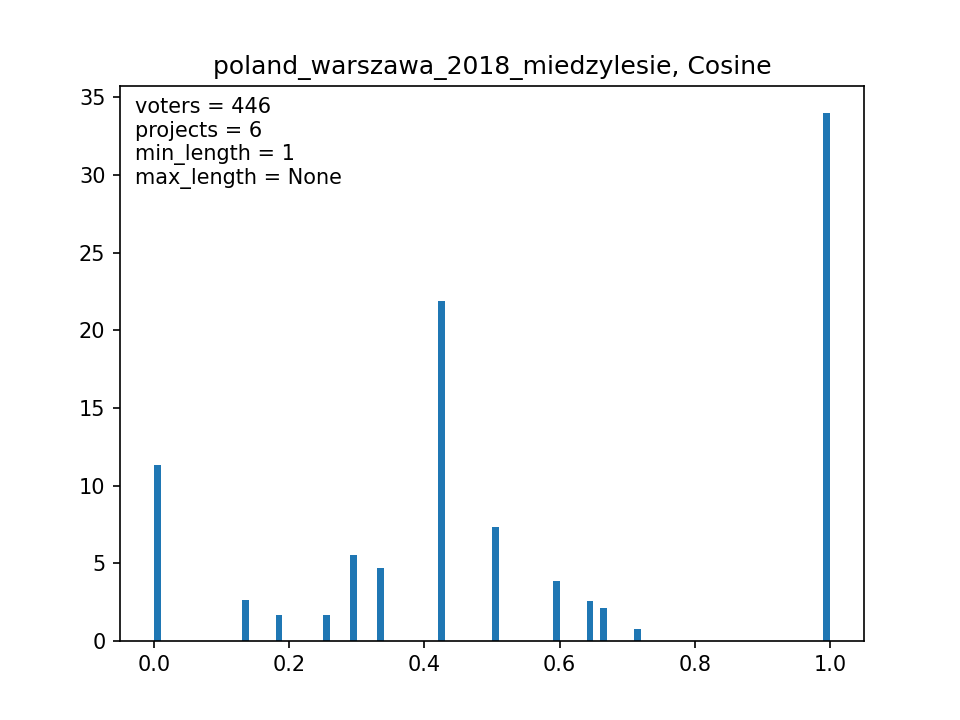 poland_warszawa_2018_miedzylesie, Cosine
voters = 446
projects = 6
min_length = 1
max_length = None
35
30
25
20
15
10
5
0
0.0 0.2 0.4 0.6 0.8 1.0